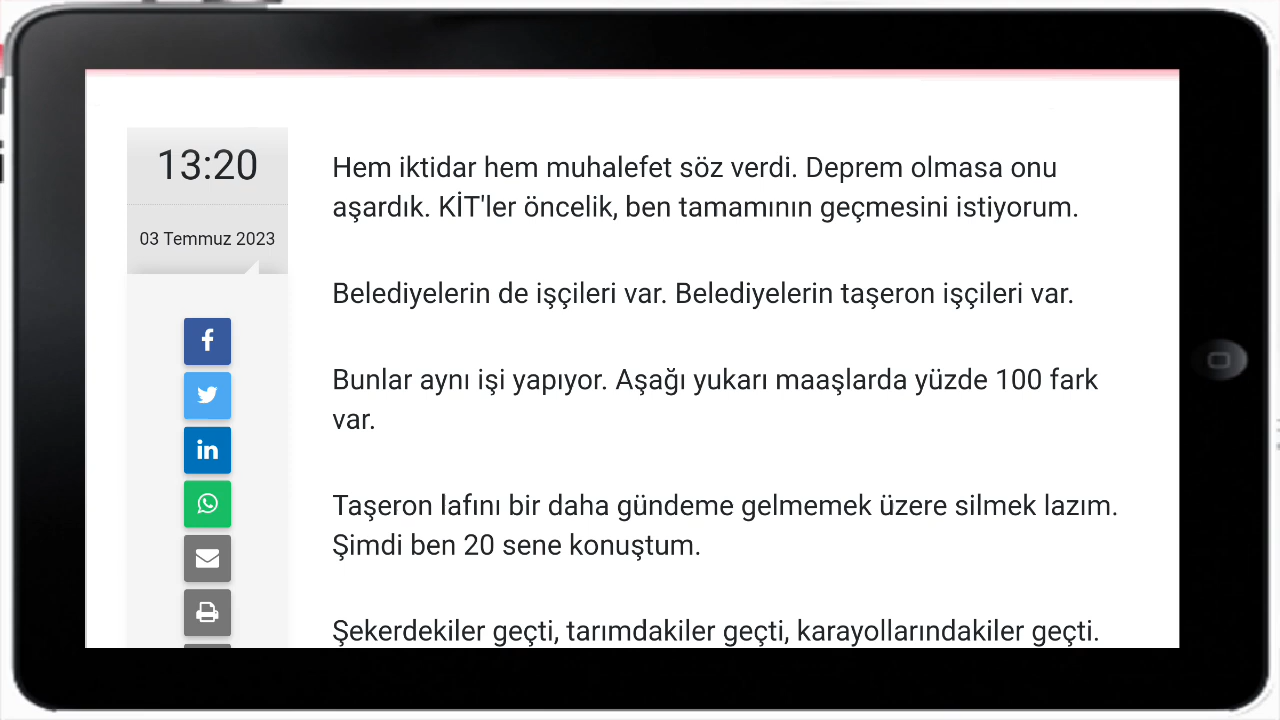 13:20
03 Temmuz 2023
Hem iktidar hem muhalefet söz verdi. Deprem olmasa onu
aşardık. KİT'ler öncelik, ben tamamının geçmesini istiyorum.
Belediyelerin de işçileri var. Belediyelerin taşeron işçileri var.
Bunlar aynı işi yapıyor. Aşağı yukarı maaşlarda yüzde 100 fark
var.
Taşeron lafını bir daha gündeme gelmemek üzere silmek lazım.
Şimdi ben 20 sene konuştum.
Şekerdekiler geçti, tarımdakiler geçti, karayollarındakiler geçti.